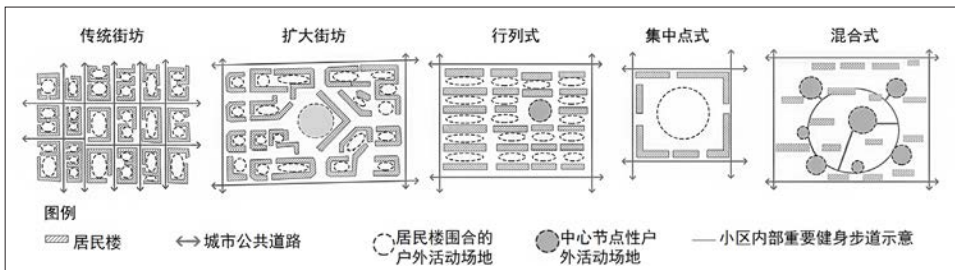 传统街坊
扩大街坊
行列式
集中点式
混合式
图例
居民楼
城市公共道路
居民楼围合的
户外活动场地
中心节点性户
外活动场地
小区内部重要健身步道示意